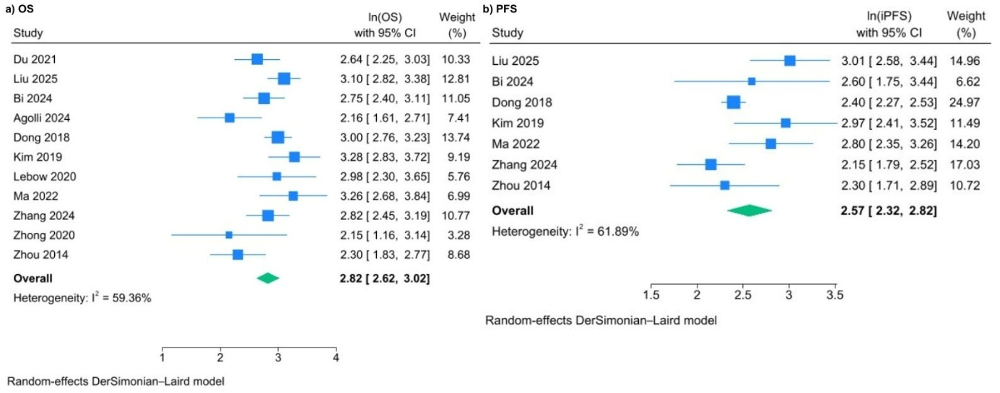 a) OS
ln(OS) Weight
Study with 95% CI (%)
Du 2021 2.64 [ 2.25, 3.03] 10.33
Liu 2025 3.10 [ 2.82, 3.38] 12.81
Bi 2024 2.75 [ 2.40, 3.11] 11.05
Agolli 2024 2.16 [ 1.61, 2.71] 7.41
Dong 2018 3.00 [ 2.76, 3.23] 13.74
Kim 2019 3.28 [ 2.83, 3.72] 9.19
Lebow 2020 2.98 [ 2.30, 3.65] 5.76
Ma 2022 3.26 [ 2.68, 3.84] 6.99
Zhang 2024 2.82 [ 2.45, 3.19] 10.77
Zhong 2020 2.15 [ 1.16, 3.14] 3.28
Zhou 2014 2.30 [ 1.83, 2.77] 8.68
Overall 2.82 [ 2.62, 3.02]
Heterogeneity: I² = 59.36%
1 2 3 4
Random-effects DerSimonian–Laird model
b) PFS
ln(iPFS) Weight
Study with 95% CI (%)
Liu 2025 3.01 [ 2.58, 3.44] 14.96
Bi 2024 2.60 [ 1.75, 3.44] 6.62
Dong 2018 2.40 [ 2.27, 2.53] 24.97
Kim 2019 2.97 [ 2.41, 3.52] 11.49
Ma 2022 2.80 [ 2.35, 3.26] 14.20
Zhang 2024 2.15 [ 1.79, 2.52] 17.03
Zhou 2014 2.30 [ 1.71, 2.89] 10.72
Overall 2.57 [ 2.32, 2.82]
Heterogeneity: I² = 61.89%
1.5 2 2.5 3 3.5
Random-effects DerSimonian–Laird model